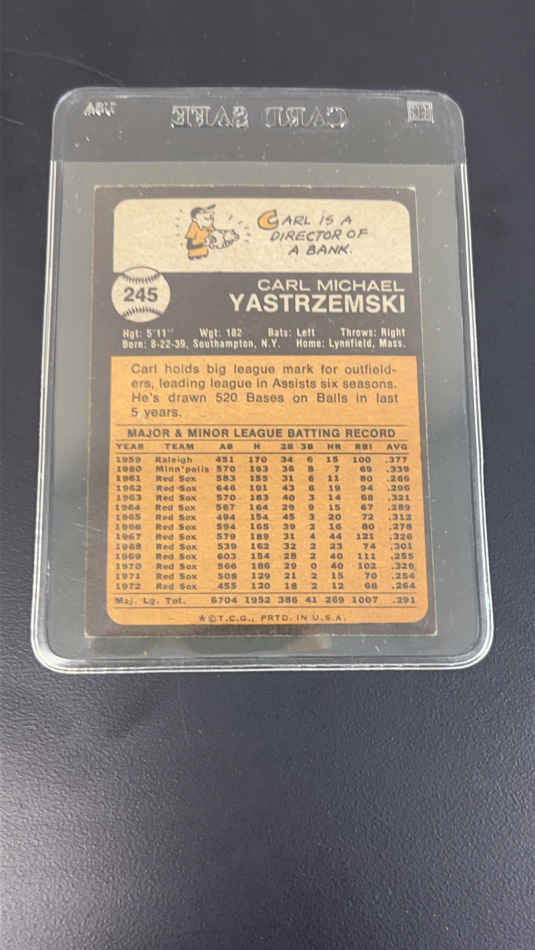 USA CARD SAFE
CARL IS A
DIRECTOR OF
A BANK.
245
CARL MICHAEL
YASTRZEMSKI
Hgt: 5'11" Wgt: 182 Bats: Left Throws: Right
Born: 8-22-39, Southampton, N.Y. Home: Lynnfield, Mass.
Carl holds big league mark for outfield-
ers, leading league in Assists six seasons.
He's drawn 520 Bases on Balls in last
5 years.
MAJOR & MINOR LEAGUE BATTING RECORD
YEAR TEAM AB H 2B 3B HR RBI AVG
1959 Raleigh 451 170 34 6 15 100 .377
1960 Minn'polis 570 193 36 8 7 69 .339
1961 Red Sox 583 155 31 6 11 80 .266
1962 Red Sox 646 191 43 6 19 94 .296
1963 Red Sox 570 183 40 3 14 68 .321
1964 Red Sox 567 164 29 9 15 67 .289
1965 Red Sox 494 154 45 3 20 72 .312
1966 Red Sox 594 165 39 2 16 80 .278
1967 Red Sox 579 189 31 4 44 121 .326
1968 Red Sox 539 162 32 2 23 74 .301
1969 Red Sox 603 154 28 2 40 111 .255
1970 Red Sox 566 186 29 0 40 102 .329
1971 Red Sox 508 129 21 2 15 70 .254
1972 Red Sox 455 120 18 2 12 68 .264
Maj. Lg. Tot. 6704 1952 386 41 269 1007 .291
★©T.C.G., PRTD. IN U.S.A.